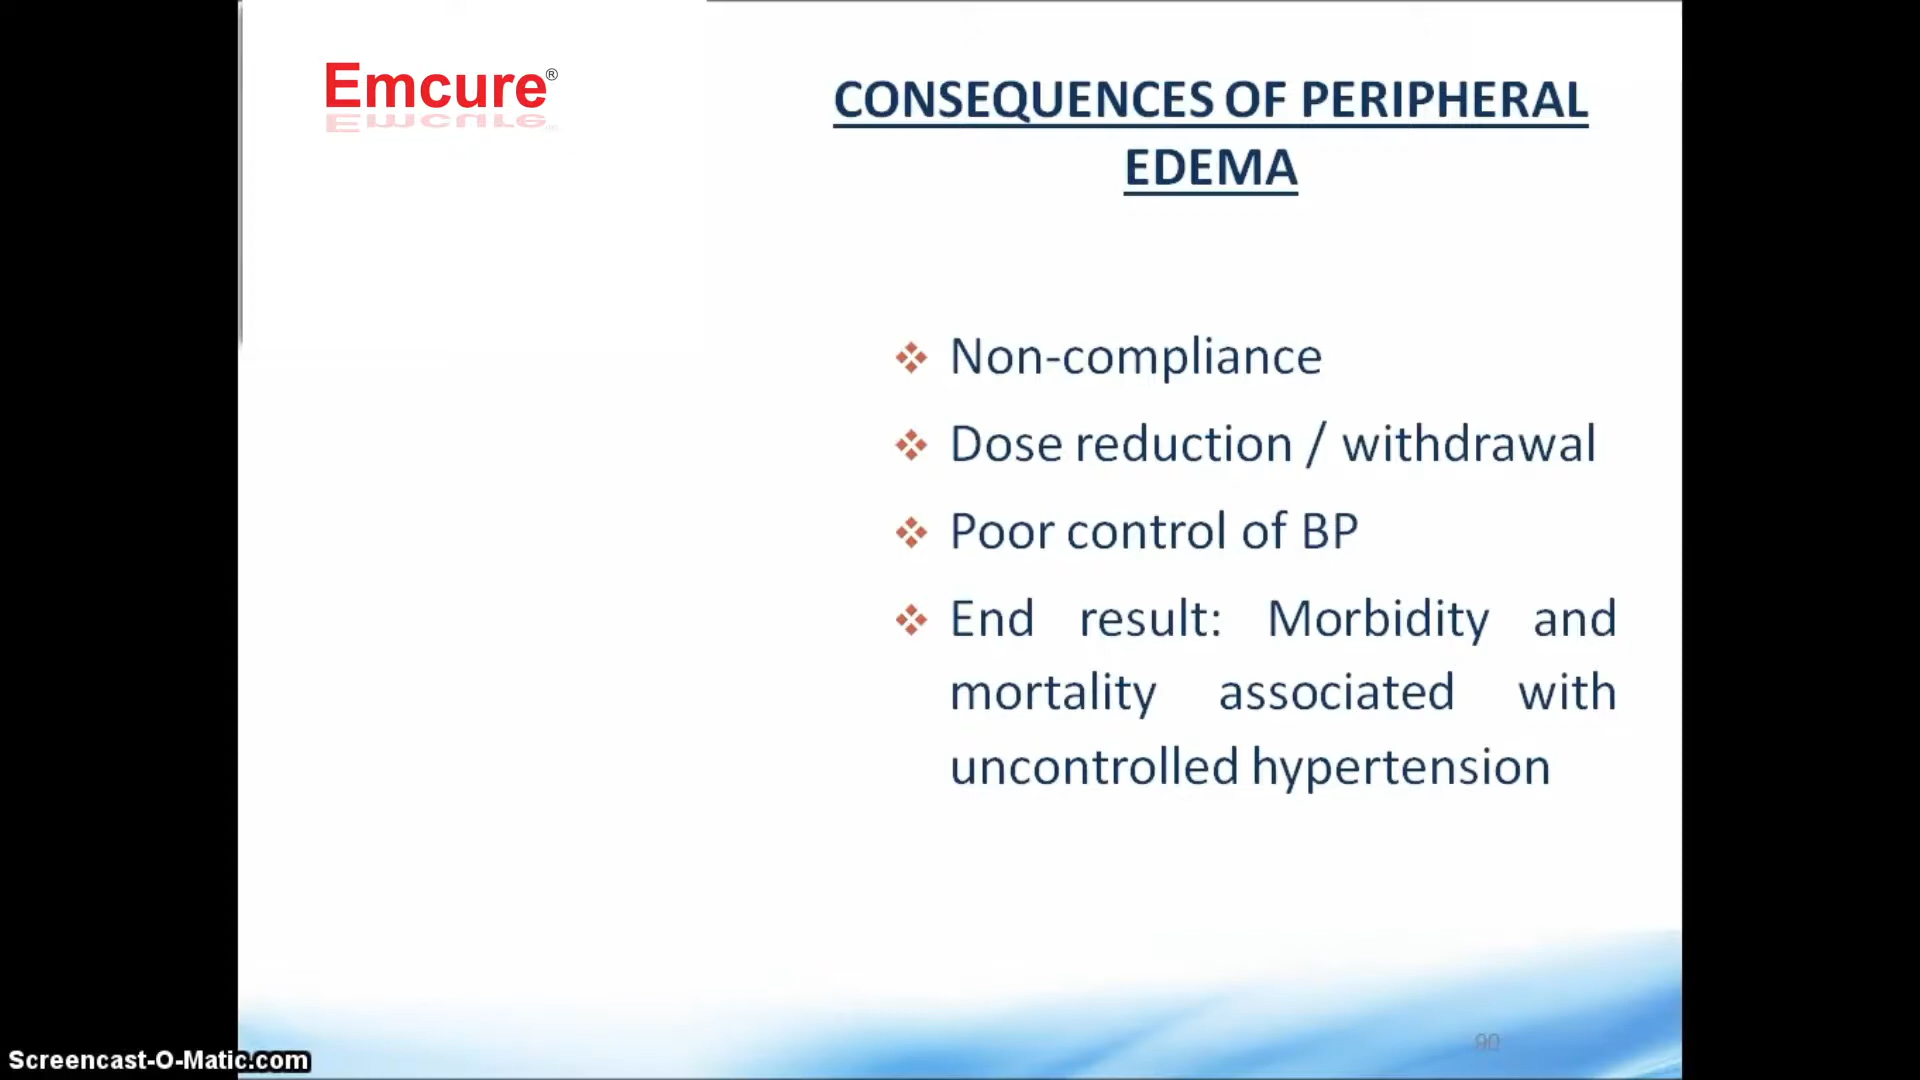 Emcure®
CONSEQUENCES OF PERIPHERAL
EDEMA
Non-compliance
Dose reduction / withdrawal
Poor control of BP
End result: Morbidity and
mortality associated with
uncontrolled hypertension
90
Screencast-O-Matic.com